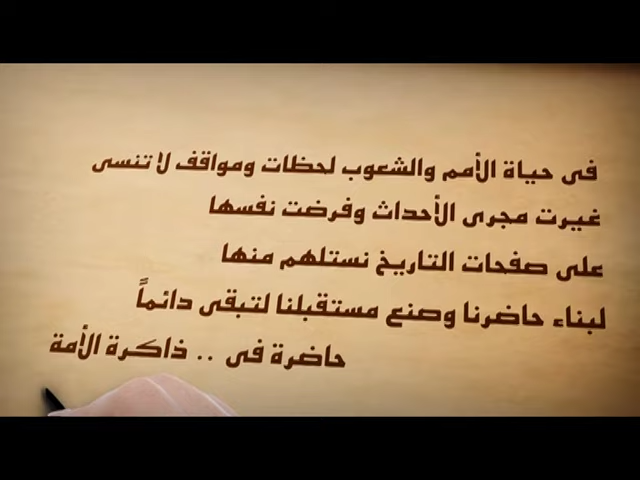 فى حياة الأمم والشعوب لحظات ومواقف لا تنسى
غيرت مجرى الأحداث وفرضت نفسها
على صفحات التاريخ نستلهم منها
لبناء حاضرنا وصنع مستقبلنا لتبقى دائماً
حاضرة فى .. ذاكرة الأمة